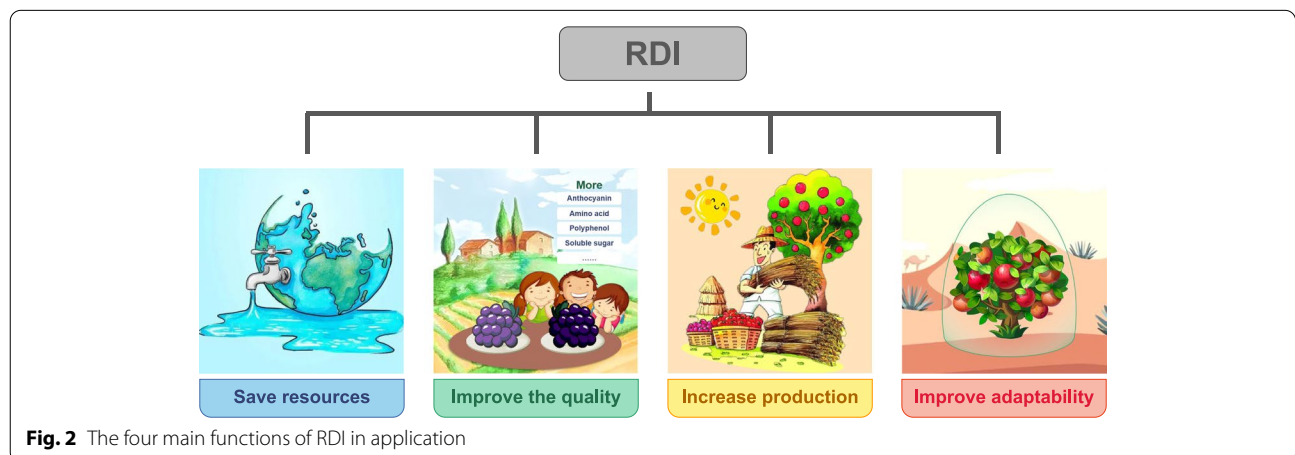 RDI
More
Anthocyanin
Amino acid
Polyphenol
Soluble sugar
......
Save resources
Improve the quality
Increase production
Improve adaptability
Fig. 2 The four main functions of RDI in application